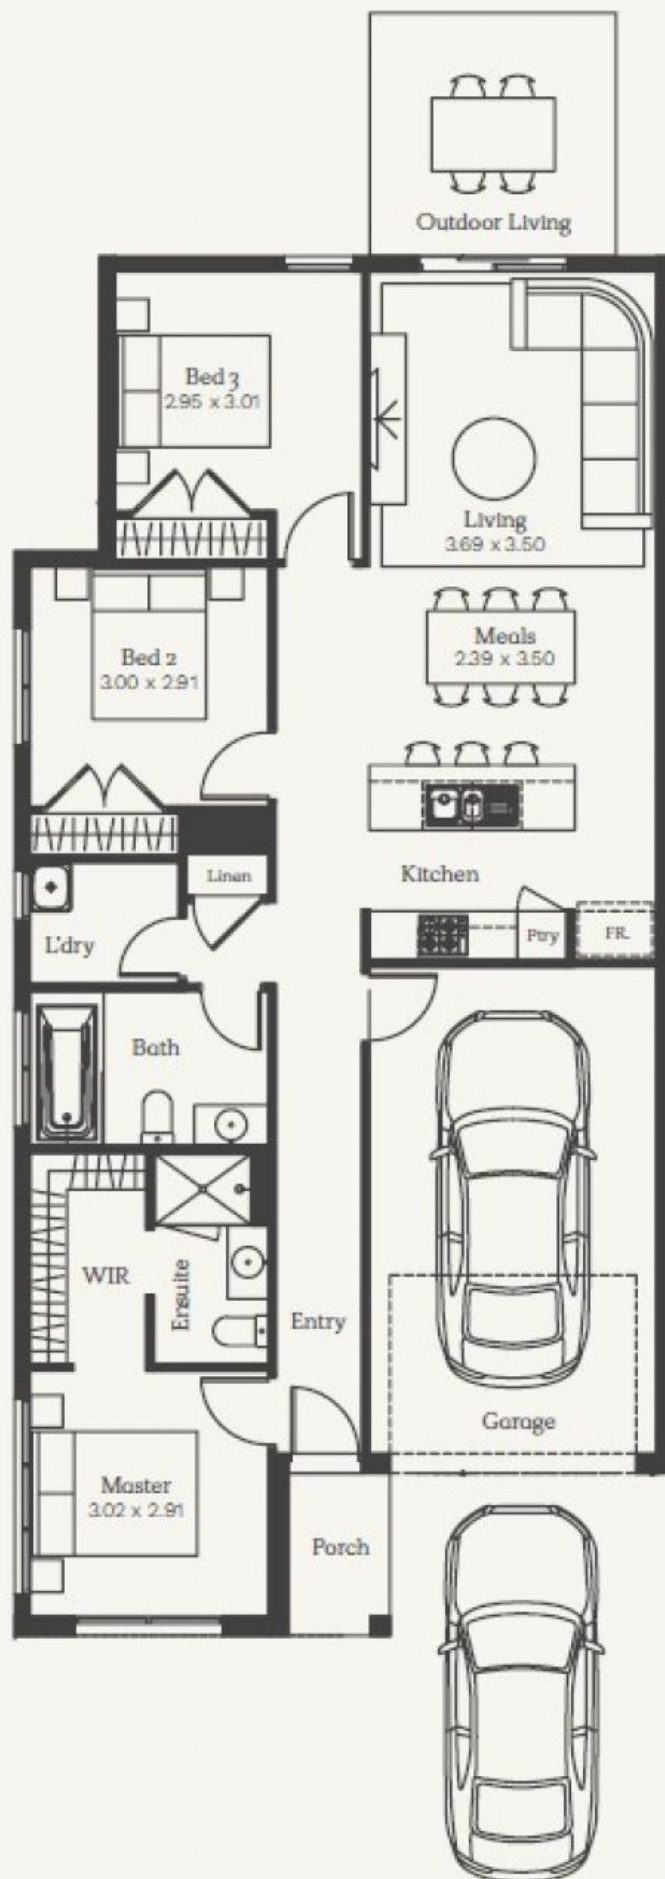 Outdoor Living
Bed 3
2.95 x 3.01
Living
3.69 x 3.50
Meals
2.39 x 3.50
Bed 2
3.00 x 2.91
Kitchen
Linen
Ptry
FR.
L'dry
Bath
WIR
Ensuite
Entry
Garage
Master
3.02 x 2.91
Porch